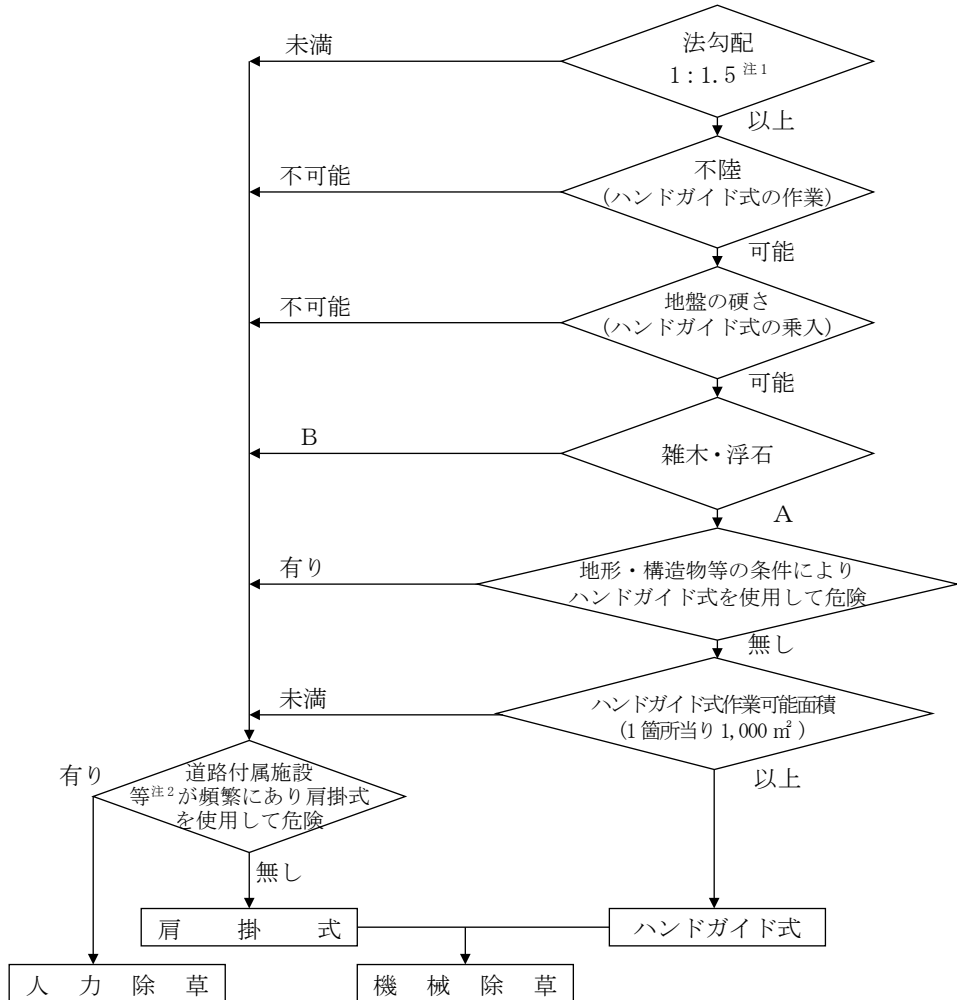 法勾配
1:1.5 注1
未満
以上
不陸
(ハンドガイド式の作業)
不可能
可能
地盤の硬さ
(ハンドガイド式の乗入)
不可能
可能
雑木・浮石
B
A
地形・構造物等の条件により
ハンドガイド式を使用して危険
有り
無し
ハンドガイド式作業可能面積
(1箇所当り1,000㎡)
未満
以上
道路付属施設
等注2が頻繁にあり肩掛式
を使用して危険
有り
無し
肩掛式
ハンドガイド式
人力除草
機械除草